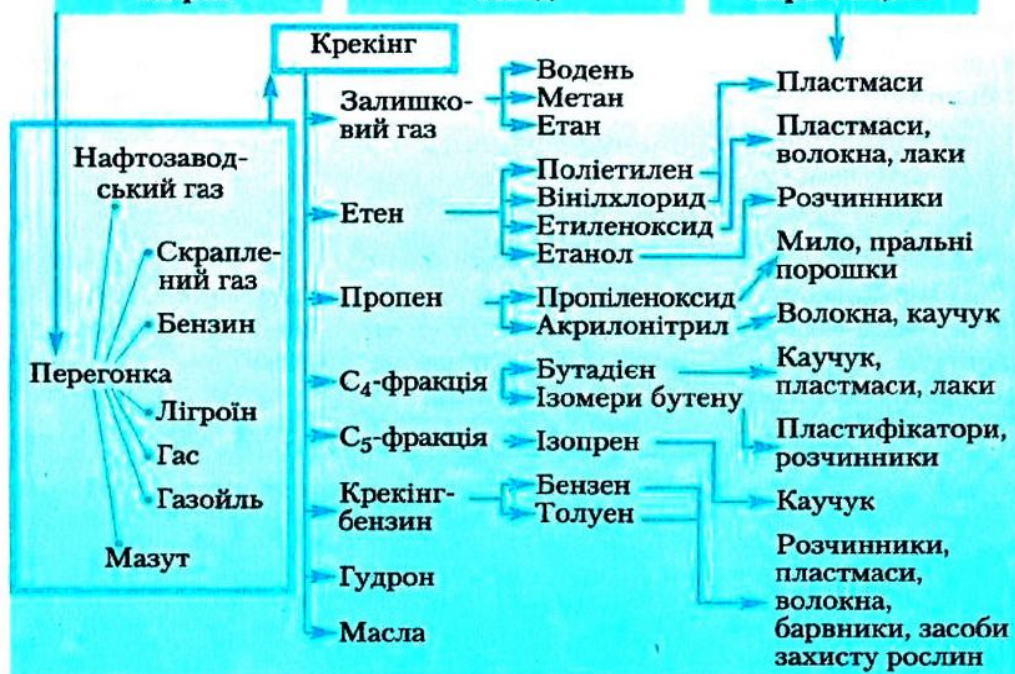 Крекінг
Нафтозавод-
ський газ
Скрапле-
ний газ
Бензин
Перегонка
Лігроїн
Гас
Газойль
Мазут
Залишко-
вий газ
Етен
Пропен
C₄-фракція
C₅-фракція
Крекінг-
бензин
Гудрон
Масла
Водень
Метан
Етан
Поліетилен
Вінілхлорид
Етиленоксид
Етанол
Пропіленоксид
Акрилонітрил
Бутадієн
Ізомери бутену
Ізопрен
Бензен
Толуен
Пластмаси
Пластмаси,
волокна, лаки
Розчинники
Мило, пральні
порошки
Волокна, каучук
Каучук,
пластмаси, лаки
Пластифікатори,
розчинники
Каучук
Розчинники,
пластмаси,
волокна,
барвники, засоби
захисту рослин